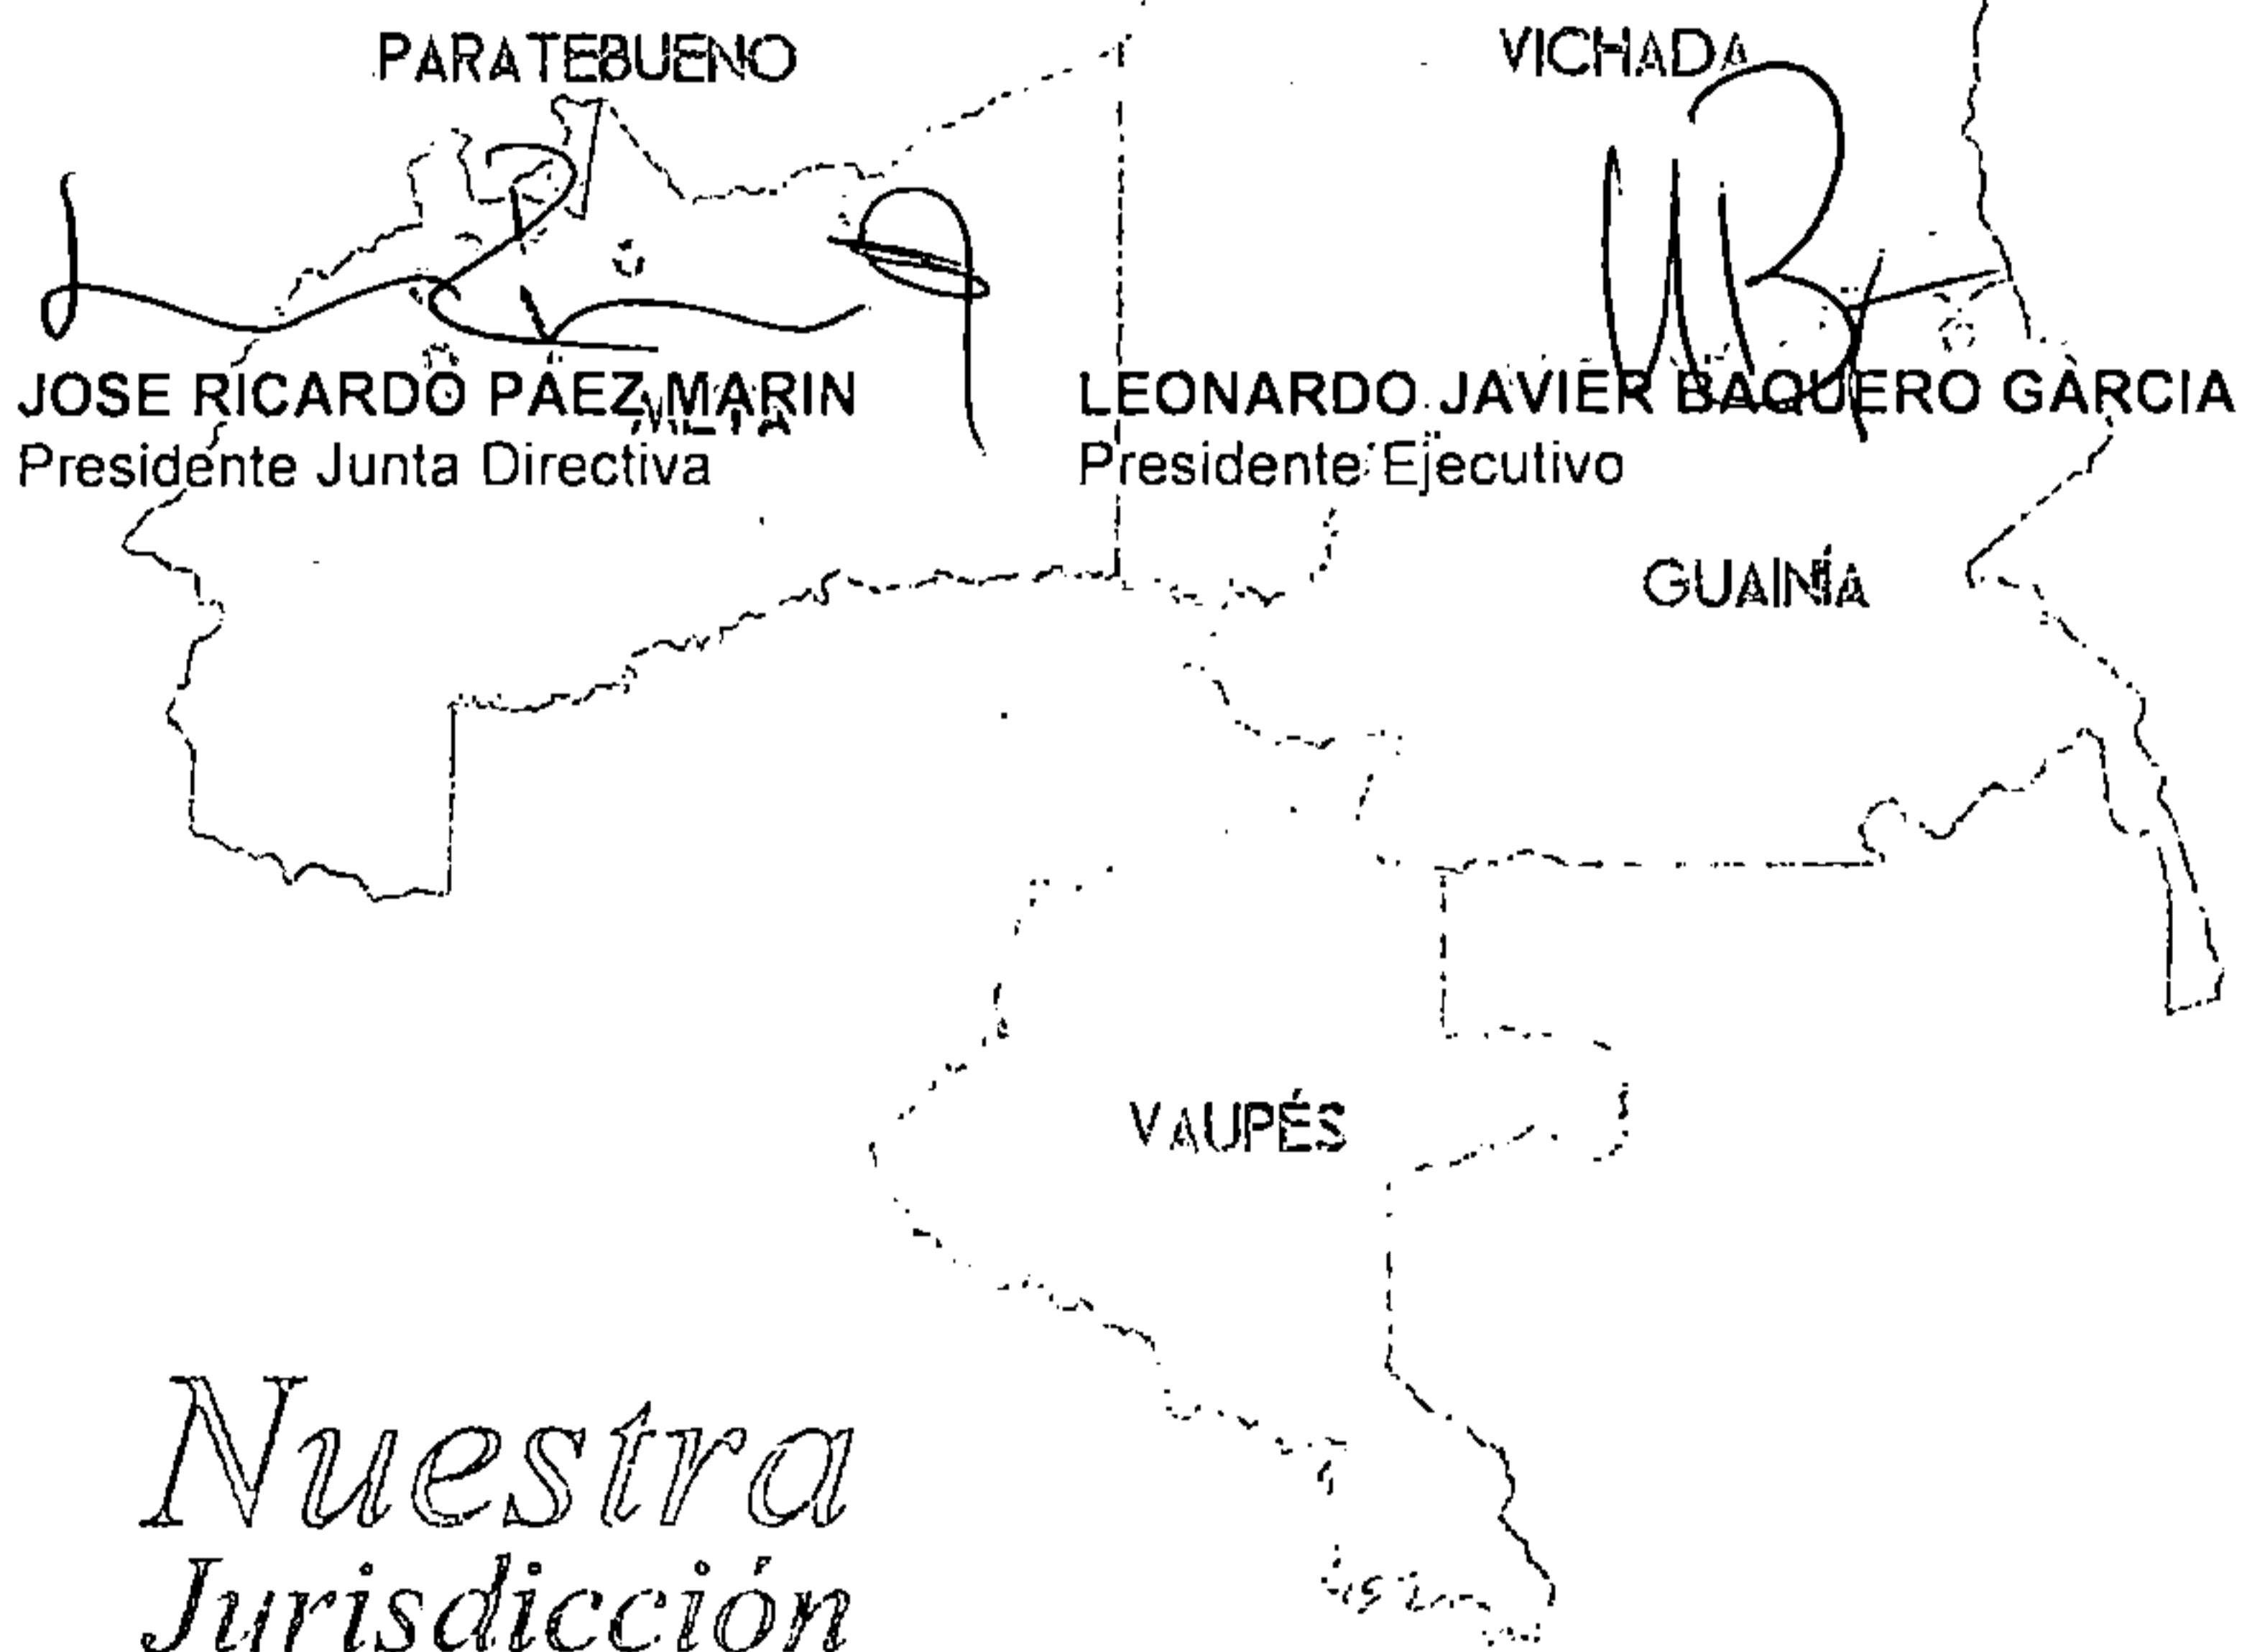 PARATEBUENO
VICHADA
JOSE RICARDO PAEZ MARIN
LEONARDO JAVIER BAQUERO GARCIA
META
Presidente Junta Directiva
Presidente Ejecutivo
GUAINÍA
VAUPÉS
Nuestra
Jurisdicción